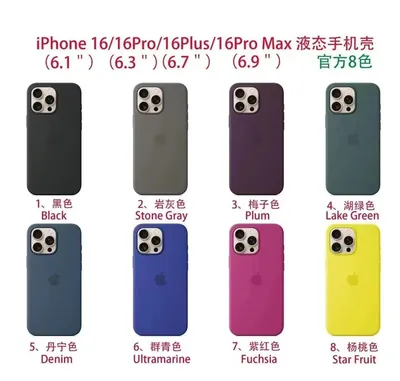 iPhone 16/16Pro/16Plus/16Pro Max 液态手机壳
(6.1") (6.3")(6.7") (6.9") 官方8色
1、黑色 2、岩灰色 3、梅子色 4、湖绿色
Black Stone Gray Plum Lake Green
5、丹宁色 6、群青色 7、紫红色 8、杨桃色
Denim Ultramarine Fuchsia Star Fruit